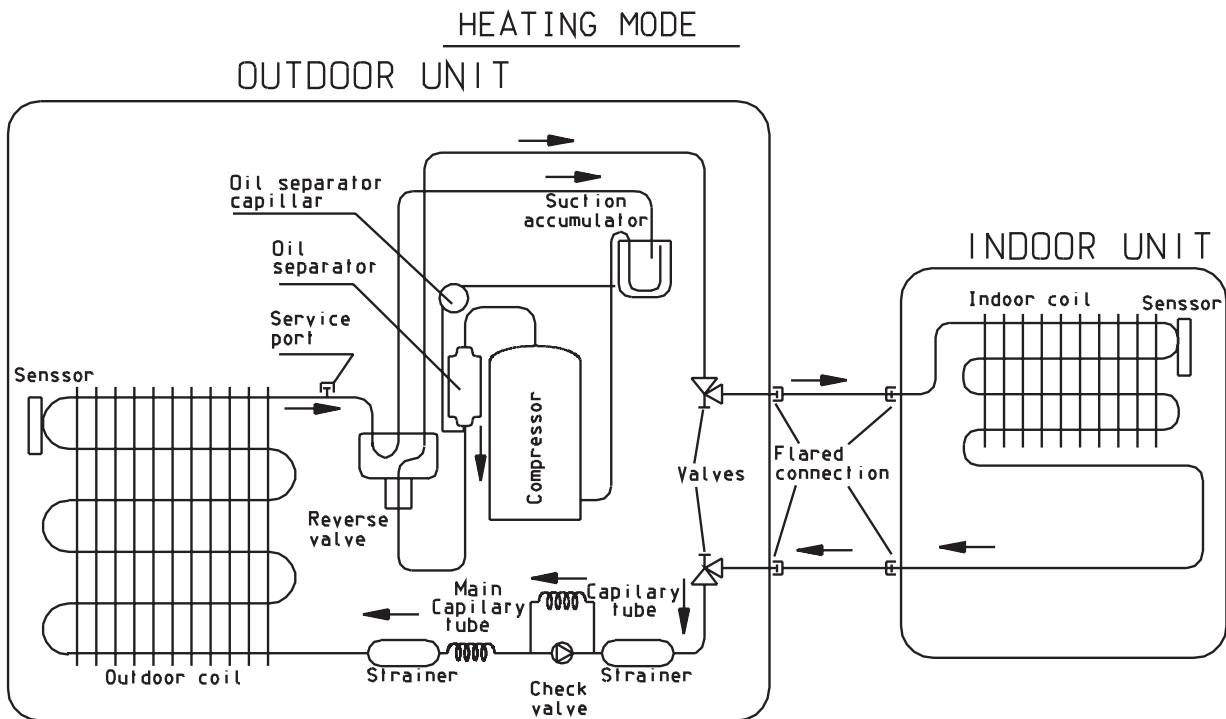 HEATING MODE
OUTDOOR UNIT
Oil separator
capillar
Suction
accumulator
Oil
separator
INDOOR UNIT
Indoor coil
Senssor
Service
port
Senssor
Compressor
Valves
Flared
connection
Reverse
valve
Main
Capilary
tube
Capilary
tube
Outdoor coil
Strainer
Check
valve
Strainer